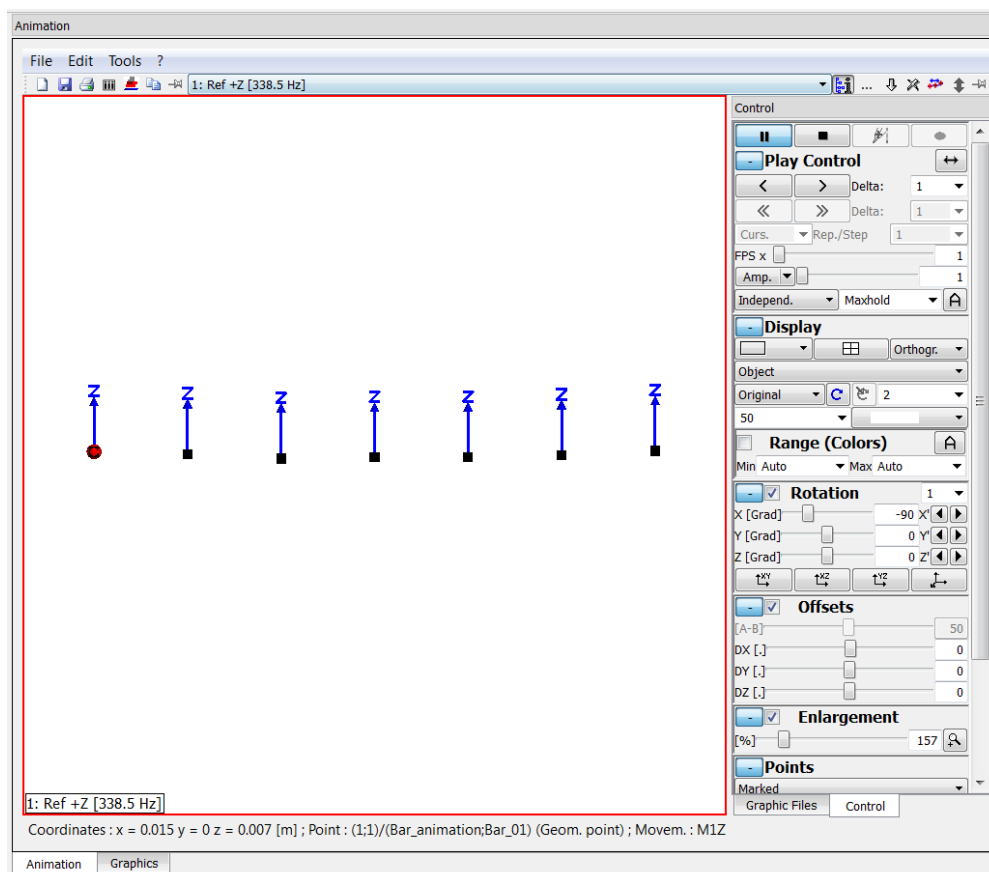 Animation
File Edit Tools ?
1: Ref +Z [338.5 Hz]
...
Control
- Play Control
< > Delta: 1
Delta: 1
Curs. Rep./Step 1
FPS x 1
Amp. 1
Independ. Maxhold A
- Display
Orthogr.
Object
Original C 2
50
Range (Colors) A
Min Auto Max Auto
- Rotation 1
X [Grad] -90 X'
Y [Grad] 0 Y'
Z [Grad] 0 Z'
XY XZ YZ
- Offsets
[A-B] 50
DX [.] 0
DY [.] 0
DZ [.] 0
- Enlargement
[%] 157
- Points
Marked
Graphic Files Control
Z Z Z Z Z Z Z
1: Ref +Z [338.5 Hz]
Coordinates : x = 0.015 y = 0 z = 0.007 [m] ; Point : (1;1)/(Bar_animation;Bar_01) (Geom. point) ; Movem. : M1Z
Animation Graphics